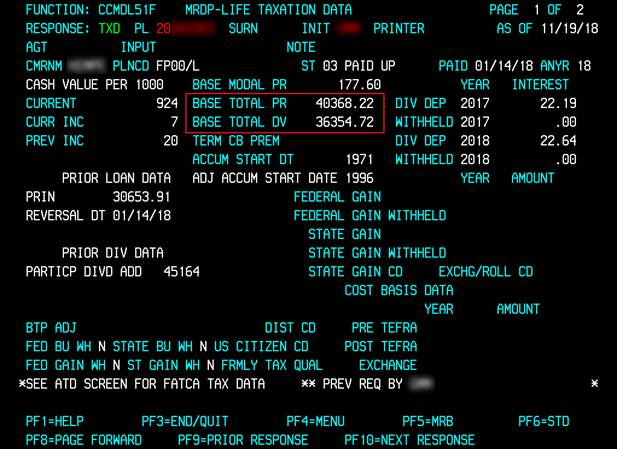 FUNCTION: CCMDL51F MRDP-LIFE TAXATION DATA PAGE 1 OF 2
RESPONSE: TXD PL 20 SURN INIT PRINTER AS OF 11/19/18
AGT INPUT NOTE
CMRNM PLNCD FP00/L ST 03 PAID UP PAID 01/14/18 ANYR 18
CASH VALUE PER 1000 BASE MODAL PR 177.60 YEAR INTEREST
CURRENT 924 BASE TOTAL PR 40368.22 DIV DEP 2017 22.19
CURR INC 7 BASE TOTAL DV 36354.72 WITHHELD 2017 .00
PREV INC 20 TERM CB PREM DIV DEP 2018 22.64
ACCUM START DT 1971 WITHHELD 2018 .00
PRIOR LOAN DATA ADJ ACCUM START DATE 1996 YEAR AMOUNT
PRIN 30653.91 FEDERAL GAIN
REVERSAL DT 01/14/18 FEDERAL GAIN WITHHELD
STATE GAIN
PRIOR DIV DATA STATE GAIN WITHHELD
PARTICP DIVD ADD 45164 STATE GAIN CD EXCHG/ROLL CD
COST BASIS DATA
YEAR AMOUNT
BTP ADJ DIST CD PRE TEFRA
FED BU WH N STATE BU WH N US CITIZEN CD POST TEFRA
FED GAIN WH N ST GAIN WH N FRMLY TAX QUAL EXCHANGE
*SEE ATD SCREEN FOR FATCA TAX DATA ** PREV REQ BY *
PF1=HELP PF3=END/QUIT PF4=MENU PF5=MRB PF6=STD
PF8=PAGE FORWARD PF9=PRIOR RESPONSE PF10=NEXT RESPONSE